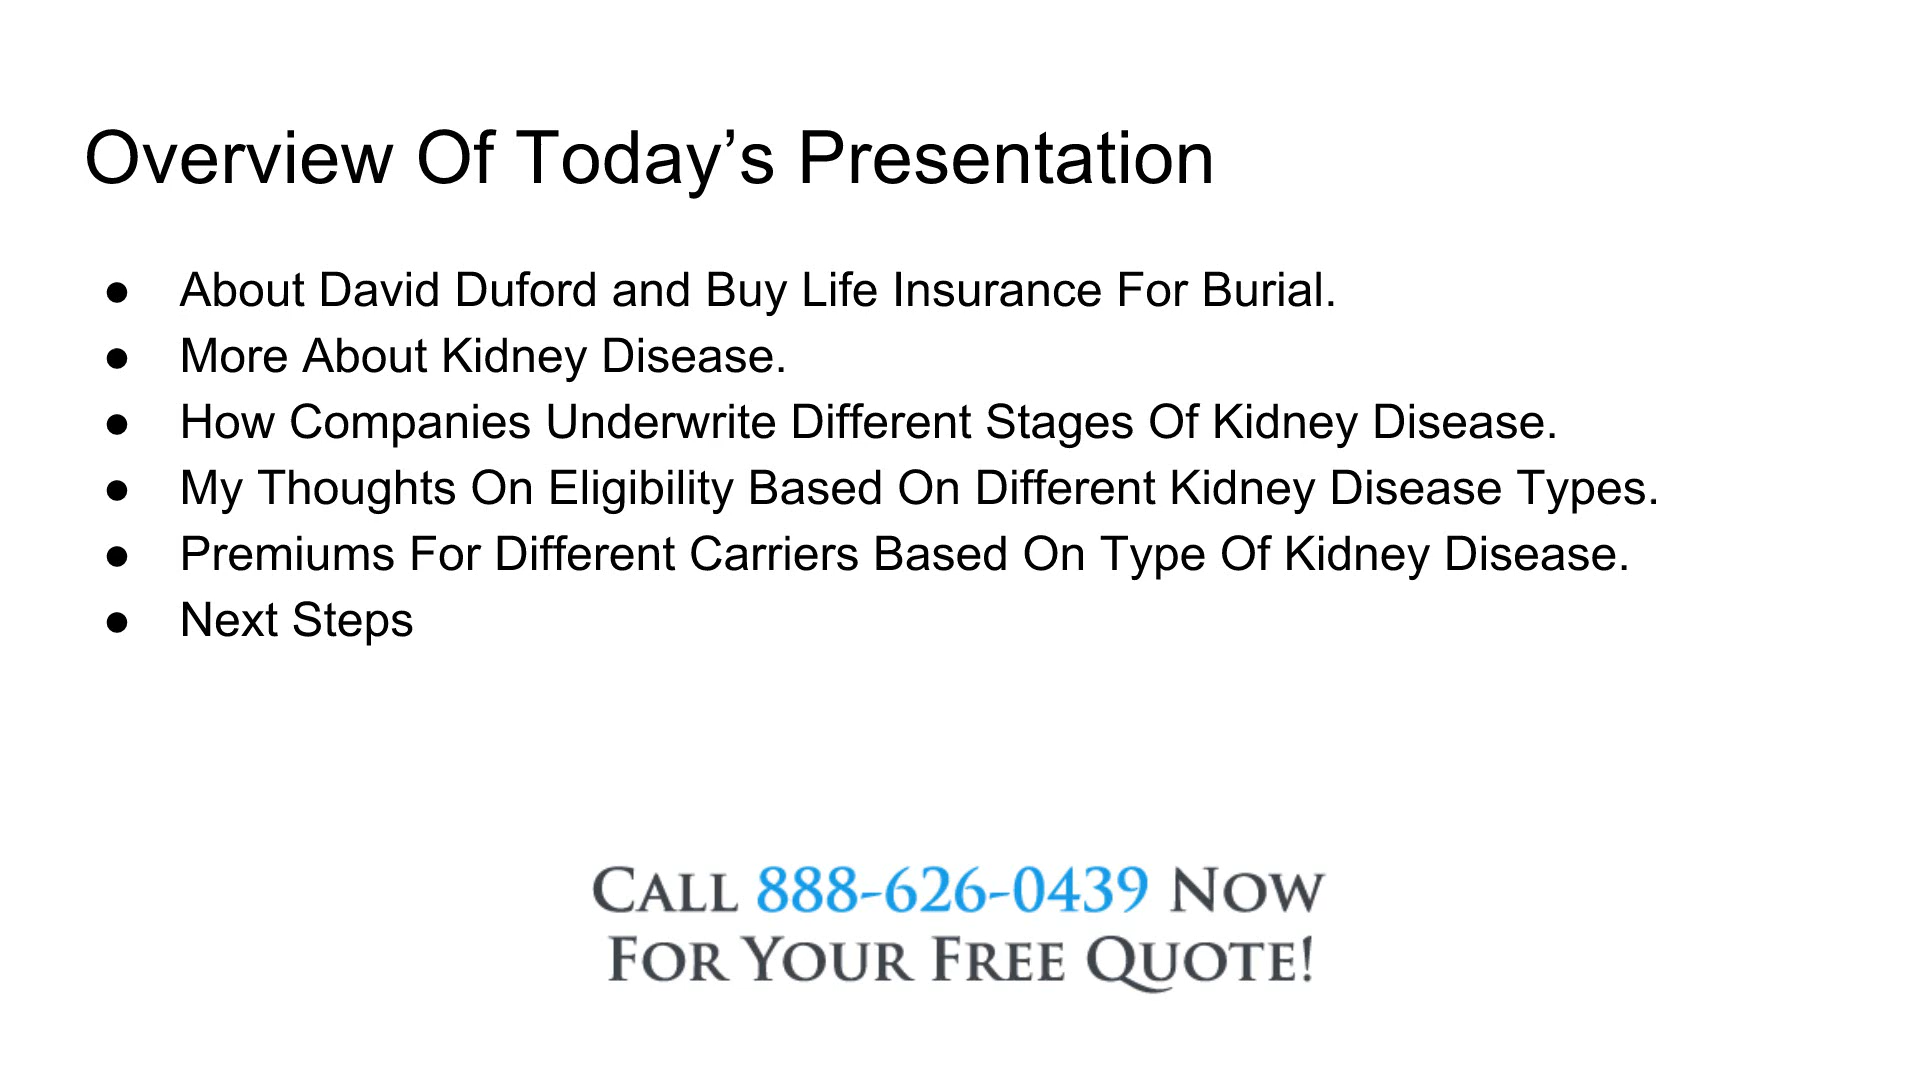 Overview Of Today’s Presentation
● About David Duford and Buy Life Insurance For Burial.
● More About Kidney Disease.
● How Companies Underwrite Different Stages Of Kidney Disease.
● My Thoughts On Eligibility Based On Different Kidney Disease Types.
● Premiums For Different Carriers Based On Type Of Kidney Disease.
● Next Steps
Call 888-626-0439 Now
For Your Free Quote!